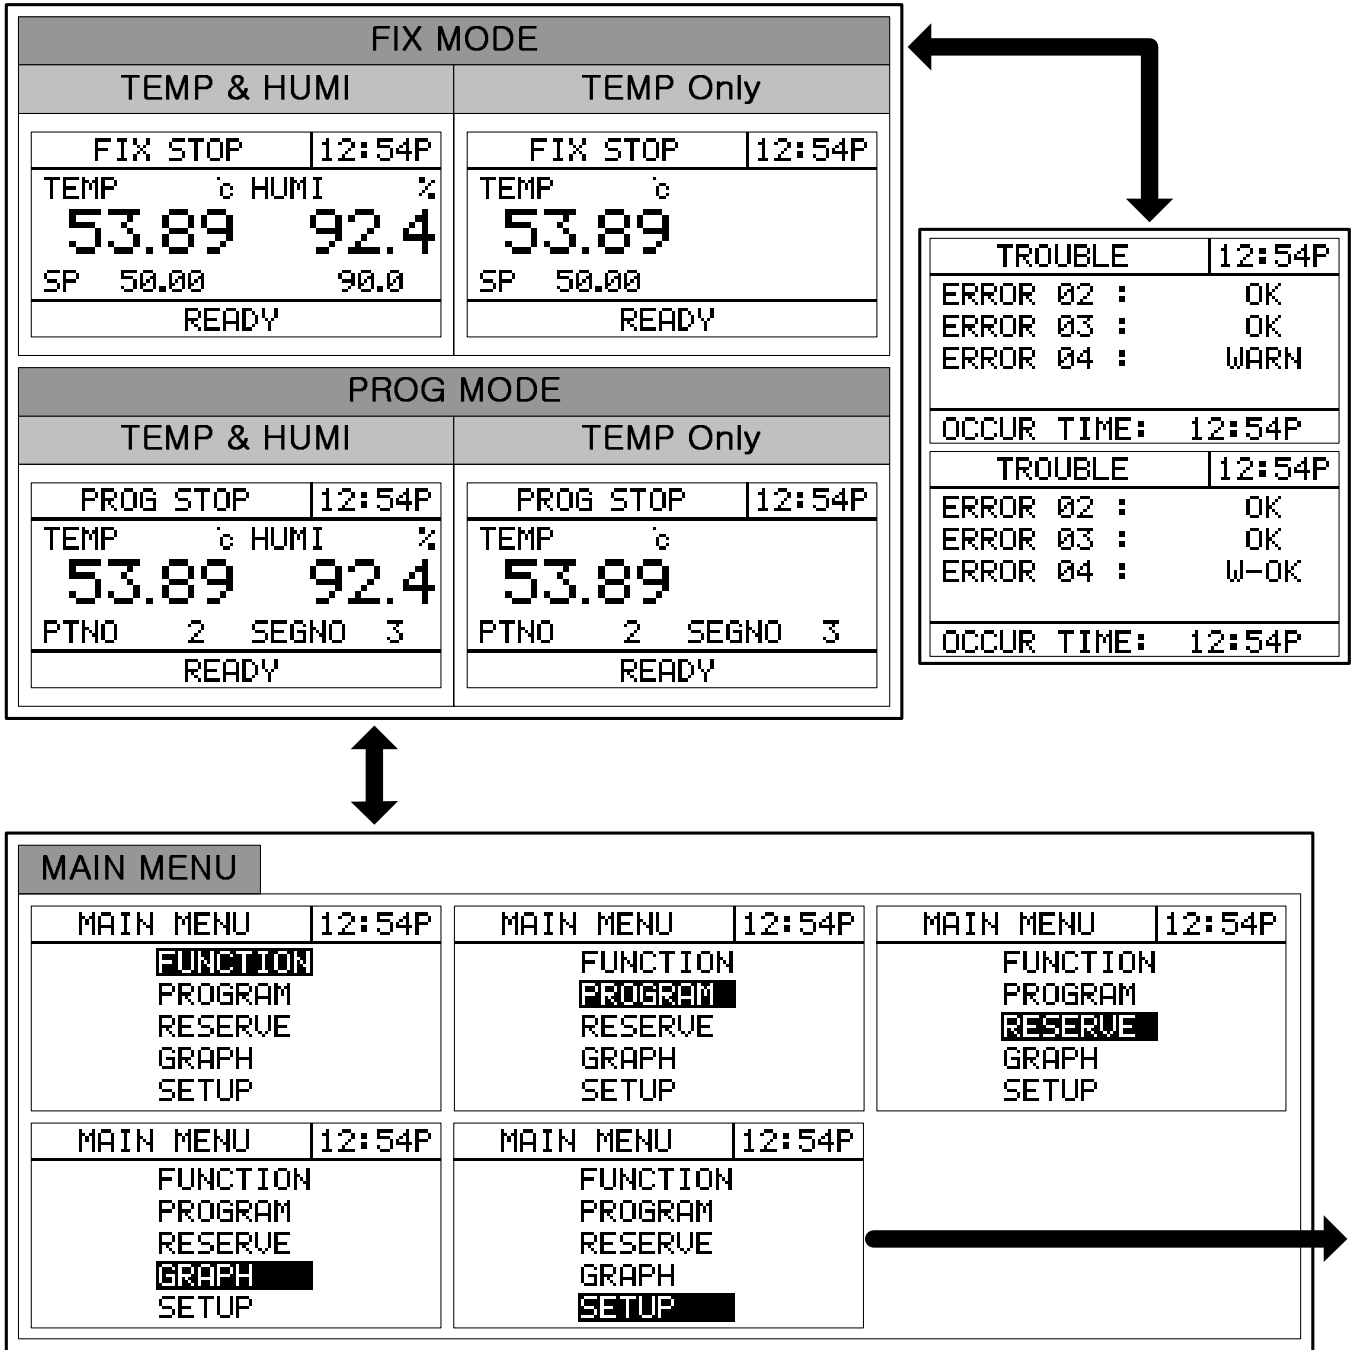 FIX MODE
TEMP & HUMI
TEMP Only
FIX STOP 12:54P
TEMP °c HUMI %
53.89 92.4
SP 50.00 90.0
READY
FIX STOP 12:54P
TEMP °c
53.89
SP 50.00
READY
PROG MODE
TEMP & HUMI
TEMP Only
PROG STOP 12:54P
TEMP °c HUMI %
53.89 92.4
PTNO 2 SEGNO 3
READY
PROG STOP 12:54P
TEMP °c
53.89
PTNO 2 SEGNO 3
READY
TROUBLE 12:54P
ERROR 02 : OK
ERROR 03 : OK
ERROR 04 : WARN
OCCUR TIME: 12:54P
TROUBLE 12:54P
ERROR 02 : OK
ERROR 03 : OK
ERROR 04 : W-OK
OCCUR TIME: 12:54P
MAIN MENU
MAIN MENU 12:54P
FUNCTION
PROGRAM
RESERVE
GRAPH
SETUP
MAIN MENU 12:54P
FUNCTION
PROGRAM
RESERVE
GRAPH
SETUP
MAIN MENU 12:54P
FUNCTION
PROGRAM
RESERVE
GRAPH
SETUP
MAIN MENU 12:54P
FUNCTION
PROGRAM
RESERVE
GRAPH
SETUP
MAIN MENU 12:54P
FUNCTION
PROGRAM
RESERVE
GRAPH
SETUP